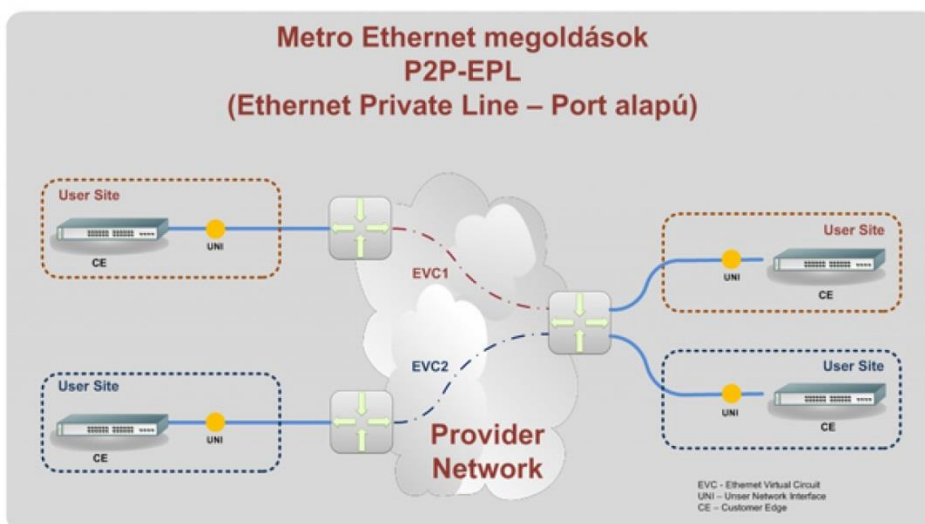 Metro Ethernet megoldások
P2P-EPL
(Ethernet Private Line – Port alapú)
User Site
UNI
CE
EVC1
User Site
UNI
CE
User Site
UNI
CE
EVC2
User Site
UNI
CE
Provider
Network
EVC - Ethernet Virtual Circuit
UNI – Unser Network Interface
CE – Customer Edge